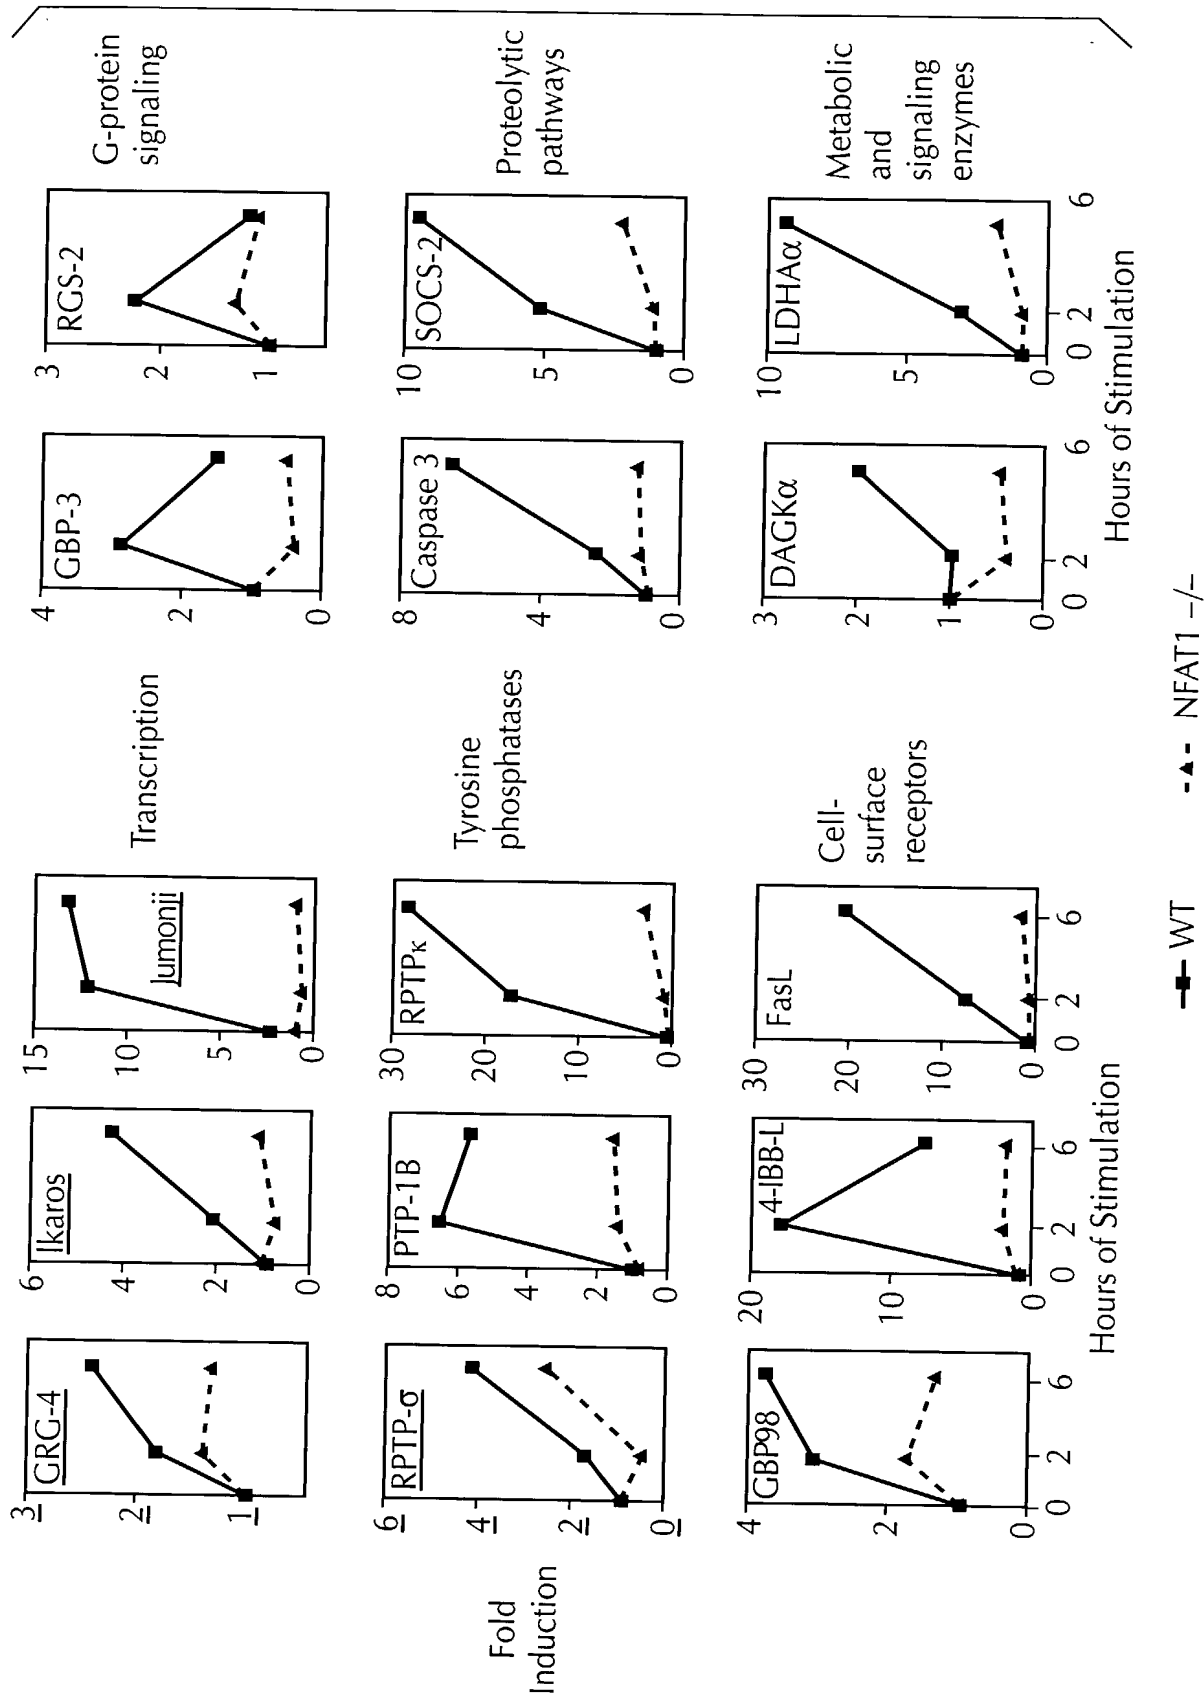 GRG-4
3
2
1
Ikaros
6
4
2
0
Jumonji
15
10
5
0
Transcription
GBP-3
4
2
0
RGS-2
3
2
1
G-protein
signaling
Fold
Induction
RPTP-σ
6
4
2
0
PTP-1B
8
6
4
2
0
RPTPκ
30
20
10
0
Tyrosine
phosphatases
Caspase 3
8
4
0
SOCS-2
10
5
0
Proteolytic
pathways
GBP98
4
2
0
0 2 6
4-IBB-L
20
10
0
0 2 6
FasL
30
20
10
0
0 2 6
Cell-
surface
receptors
DAGKα
3
2
1
0
0 2 6
LDHAα
10
5
0
0 2 6
Metabolic
and
signaling
enzymes
Hours of Stimulation
Hours of Stimulation
WT
NFAT1 –/–